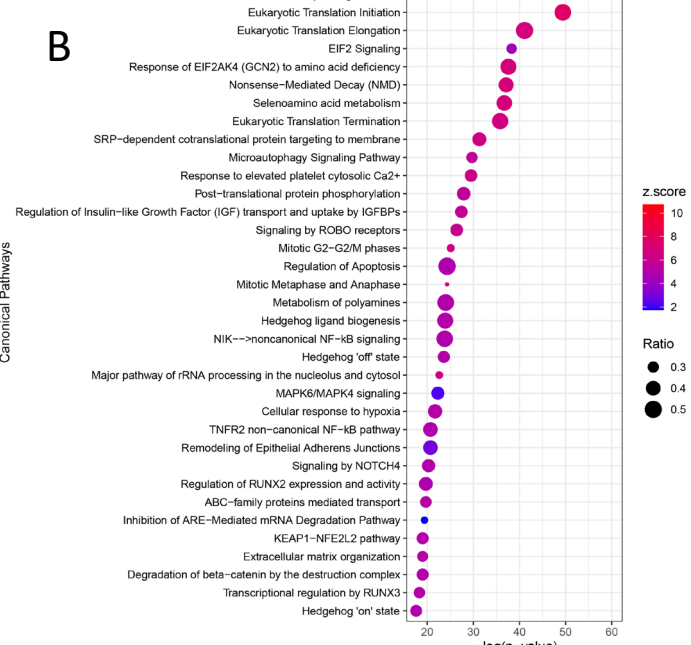 B
Eukaryotic Translation Initiation
Eukaryotic Translation Elongation
EIF2 Signaling
Response of EIF2AK4 (GCN2) to amino acid deficiency
Nonsense−Mediated Decay (NMD)
Selenoamino acid metabolism
Eukaryotic Translation Termination
SRP−dependent cotranslational protein targeting to membrane
Microautophagy Signaling Pathway
Response to elevated platelet cytosolic Ca2+
Post−translational protein phosphorylation
Regulation of Insulin−like Growth Factor (IGF) transport and uptake by IGFBPs
Signaling by ROBO receptors
Mitotic G2−G2/M phases
Regulation of Apoptosis
Mitotic Metaphase and Anaphase
Metabolism of polyamines
Hedgehog ligand biogenesis
NIK−−>noncanonical NF−kB signaling
Hedgehog 'off' state
Major pathway of rRNA processing in the nucleolus and cytosol
MAPK6/MAPK4 signaling
Cellular response to hypoxia
TNFR2 non−canonical NF−kB pathway
Remodeling of Epithelial Adherens Junctions
Signaling by NOTCH4
Regulation of RUNX2 expression and activity
ABC−family proteins mediated transport
Inhibition of ARE−Mediated mRNA Degradation Pathway
KEAP1−NFE2L2 pathway
Extracellular matrix organization
Degradation of beta−catenin by the destruction complex
Transcriptional regulation by RUNX3
Hedgehog 'on' state
Canonical Pathways
20 30 40 50 60
z.score
10
8
6
4
2
Ratio
0.3
0.4
0.5